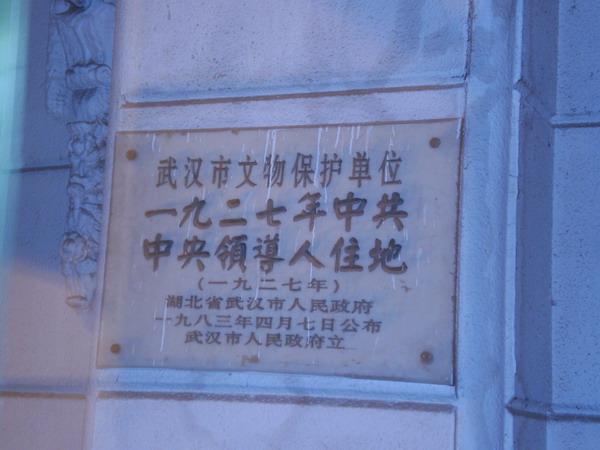 武汉市文物保护单位
一九二七年中共
中央領導人住地
(一九二七年)
湖北省武汉市人民政府
一九八三年四月七日公布
武汉市人民政府立